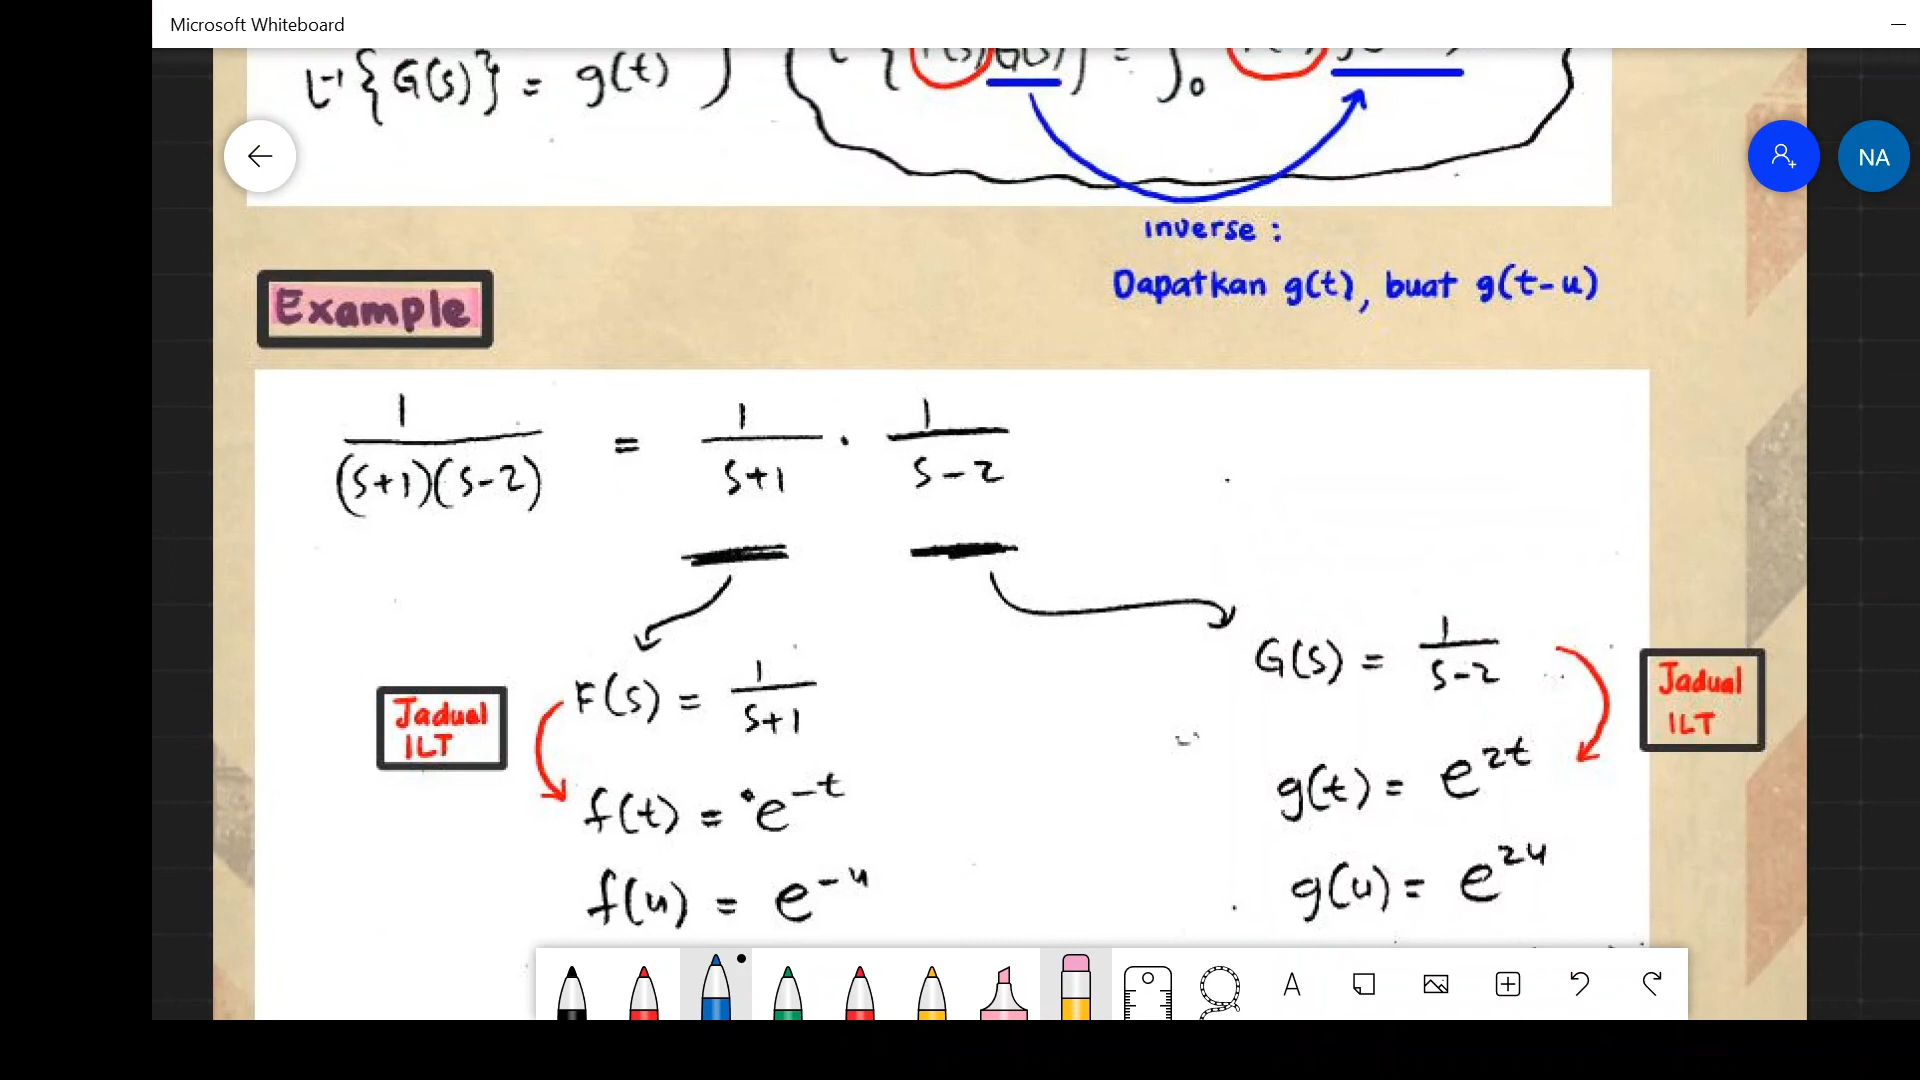 Microsoft Whiteboard
L⁻¹{G(s)} = g(t)
NA
inverse :
Dapatkan g(t), buat g(t-u)
Example
1/((s+1)(s-2)) = 1/(s+1) · 1/(s-2)
F(s) = 1/(s+1)
G(s) = 1/(s-2)
Jadual
ILT
Jadual
ILT
f(t) = e^{-t}
g(t) = e^{2t}
f(u) = e^{-u}
g(u) = e^{2u}
A